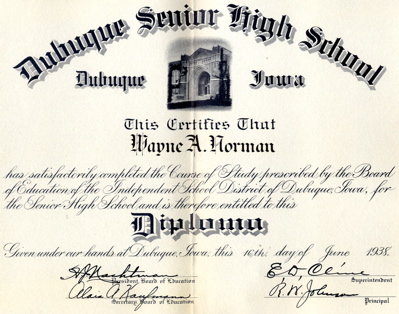 Dubuque Senior High School
Dubuque Iowa
This Certifies That
Wayne A. Norman
has satisfactorily completed the Course of Study prescribed by the Board
of Education of the Independent School District of Dubuque, Iowa, for
the Senior High School and is therefore entitled to this
Diploma
Given under our hands at Dubuque, Iowa, this 10th day of June 1938.
E. D. Cline
President Board of Education Superintendent
R. W. Johnson
Secretary Board of Education Principal